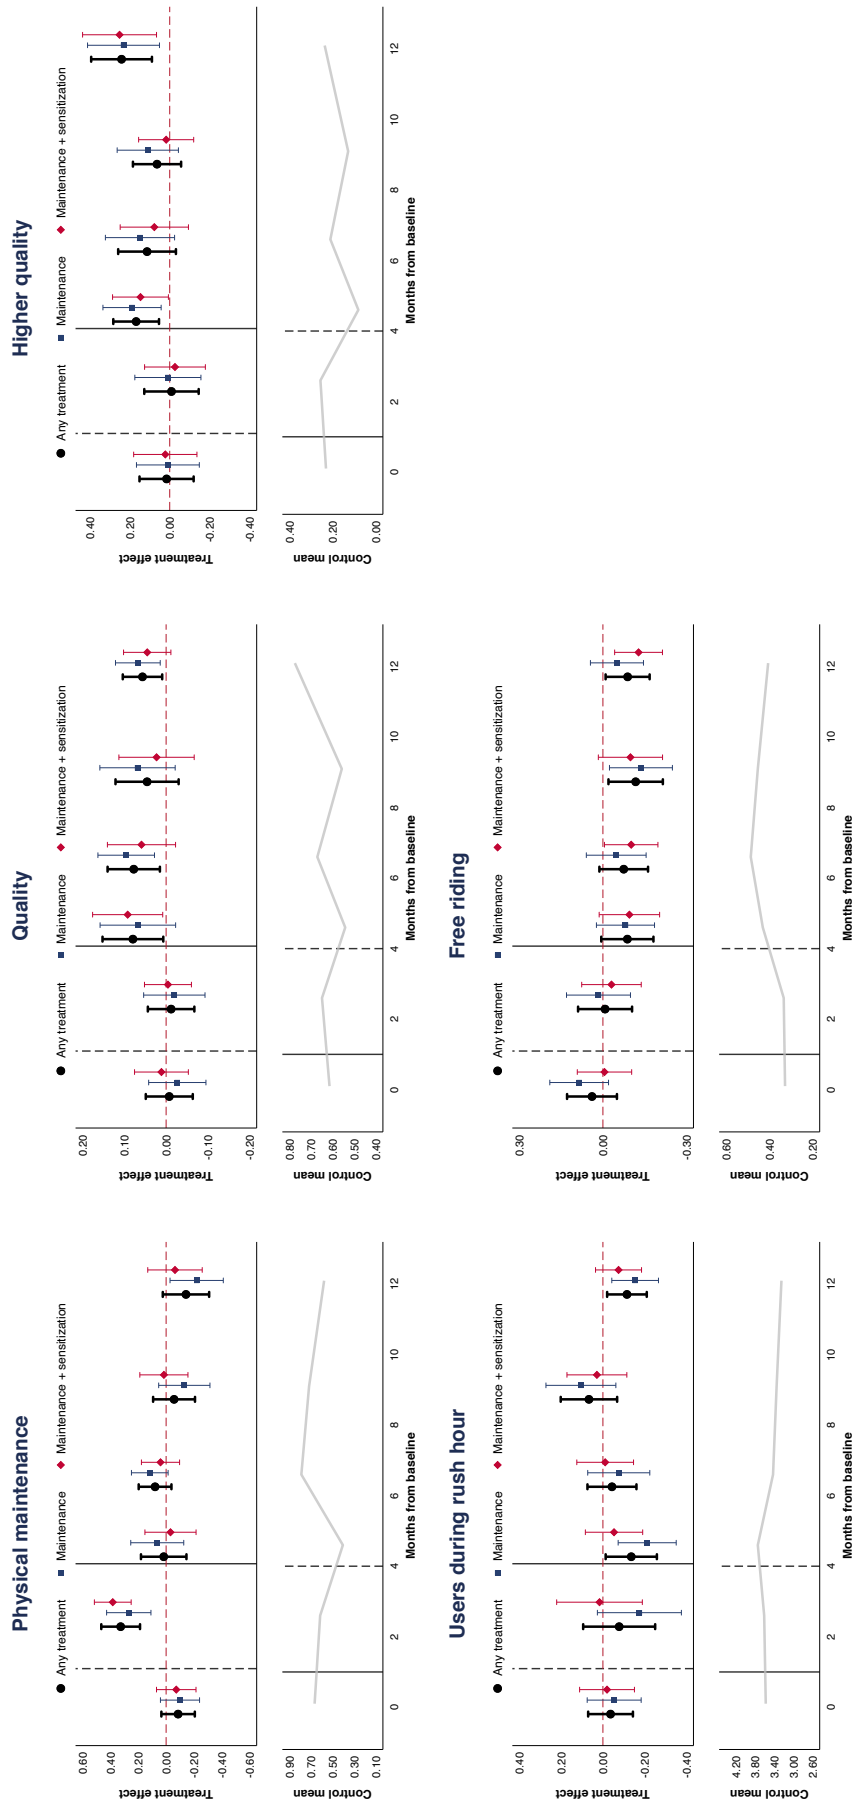 Physical maintenance
Any treatment
Maintenance
Maintenance + sensitization
Treatment effect
0.60
0.40
0.20
0.00
-0.20
-0.40
-0.60
Control mean
0.90
0.70
0.50
0.30
0.10
0 2 4 6 8 10 12
Months from baseline
Quality
Any treatment
Maintenance
Maintenance + sensitization
Treatment effect
0.20
0.10
0.00
-0.10
-0.20
Control mean
0.80
0.70
0.60
0.50
0.40
0 2 4 6 8 10 12
Months from baseline
Higher quality
Any treatment
Maintenance
Maintenance + sensitization
Treatment effect
0.40
0.20
0.00
-0.20
-0.40
Control mean
0.40
0.20
0.00
0 2 4 6 8 10 12
Months from baseline
Users during rush hour
Any treatment
Maintenance
Maintenance + sensitization
Treatment effect
0.40
0.20
0.00
-0.20
-0.40
Control mean
4.20
3.80
3.40
3.00
2.60
0 2 4 6 8 10 12
Months from baseline
Free riding
Any treatment
Maintenance
Maintenance + sensitization
Treatment effect
0.30
0.00
-0.30
Control mean
0.60
0.40
0.20
0 2 4 6 8 10 12
Months from baseline